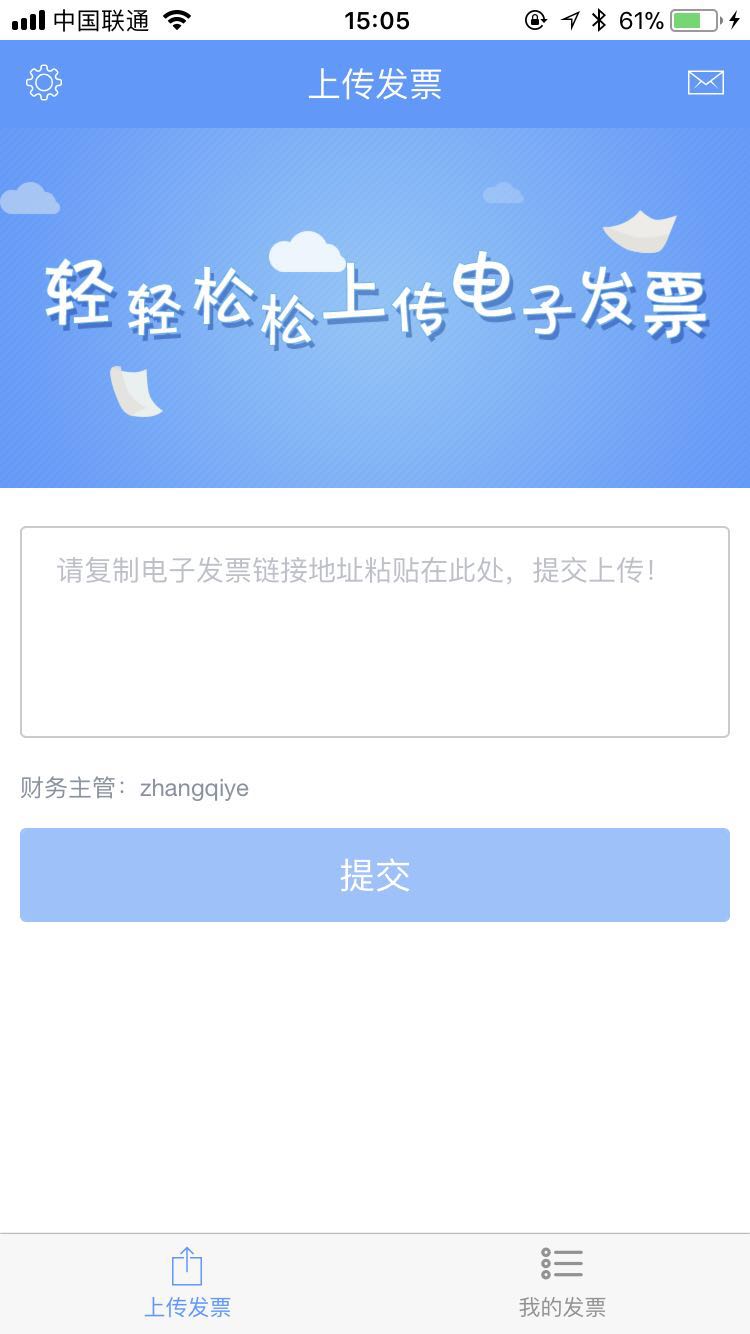 中国联通 15:05 61%
上传发票
轻轻松松上传电子发票
请复制电子发票链接地址粘贴在此处，提交上传！
财务主管：zhangqiye
提交
上传发票 我的发票